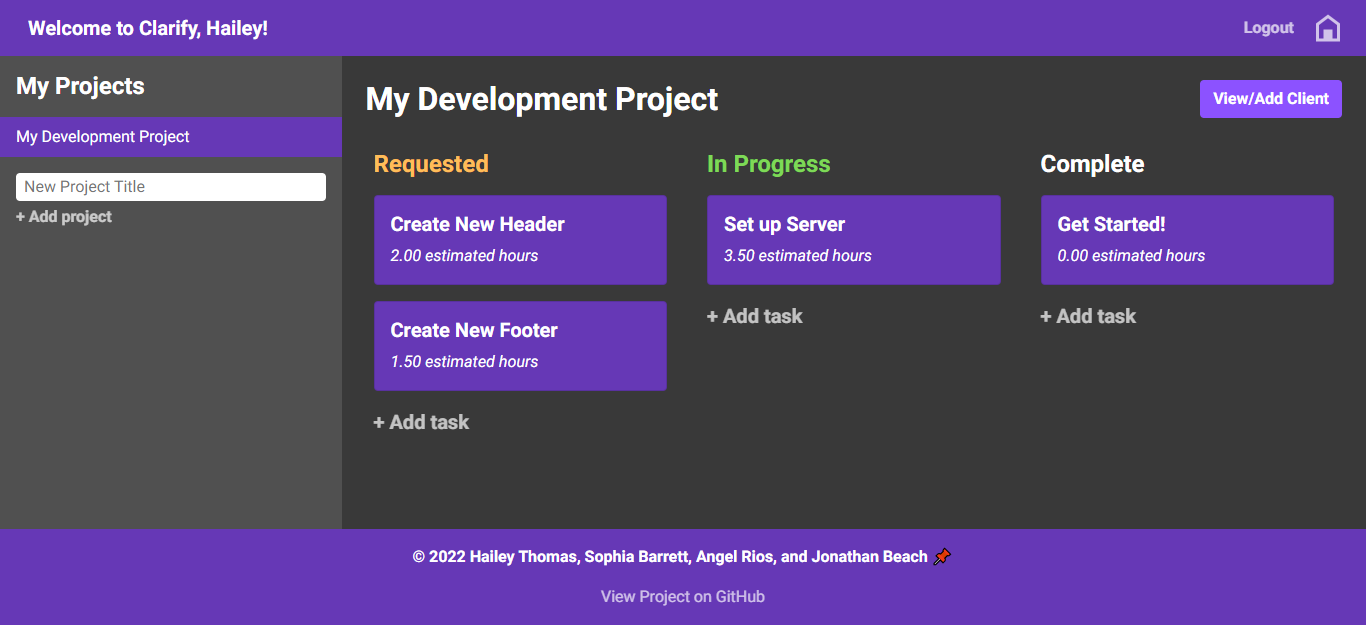 Welcome to Clarify, Hailey!
Logout
My Projects
My Development Project
New Project Title
+ Add project
My Development Project
View/Add Client
Requested
Create New Header
2.00 estimated hours
Create New Footer
1.50 estimated hours
+ Add task
In Progress
Set up Server
3.50 estimated hours
+ Add task
Complete
Get Started!
0.00 estimated hours
+ Add task
© 2022 Hailey Thomas, Sophia Barrett, Angel Rios, and Jonathan Beach 📌
View Project on GitHub